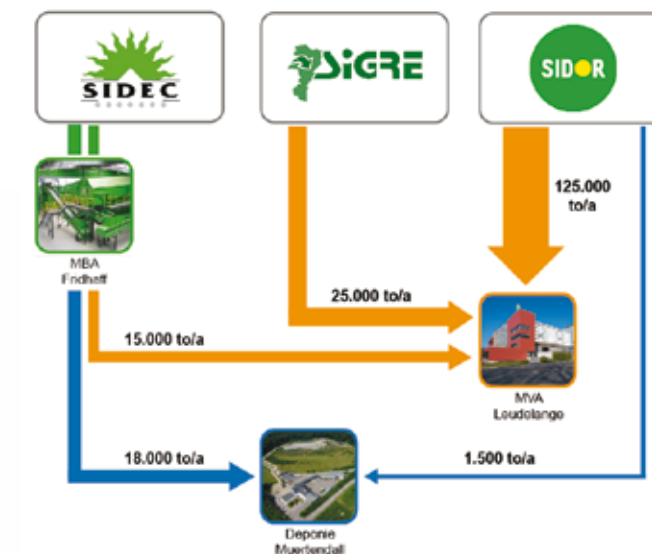 SIDEC
SiGRE
SIDOR
125.000
to/a
MBA
Fridhaff
25.000 to/a
15.000 to/a
MVA
Leudelange
18.000 to/a
1.500 to/a
Deponie
Muertendall